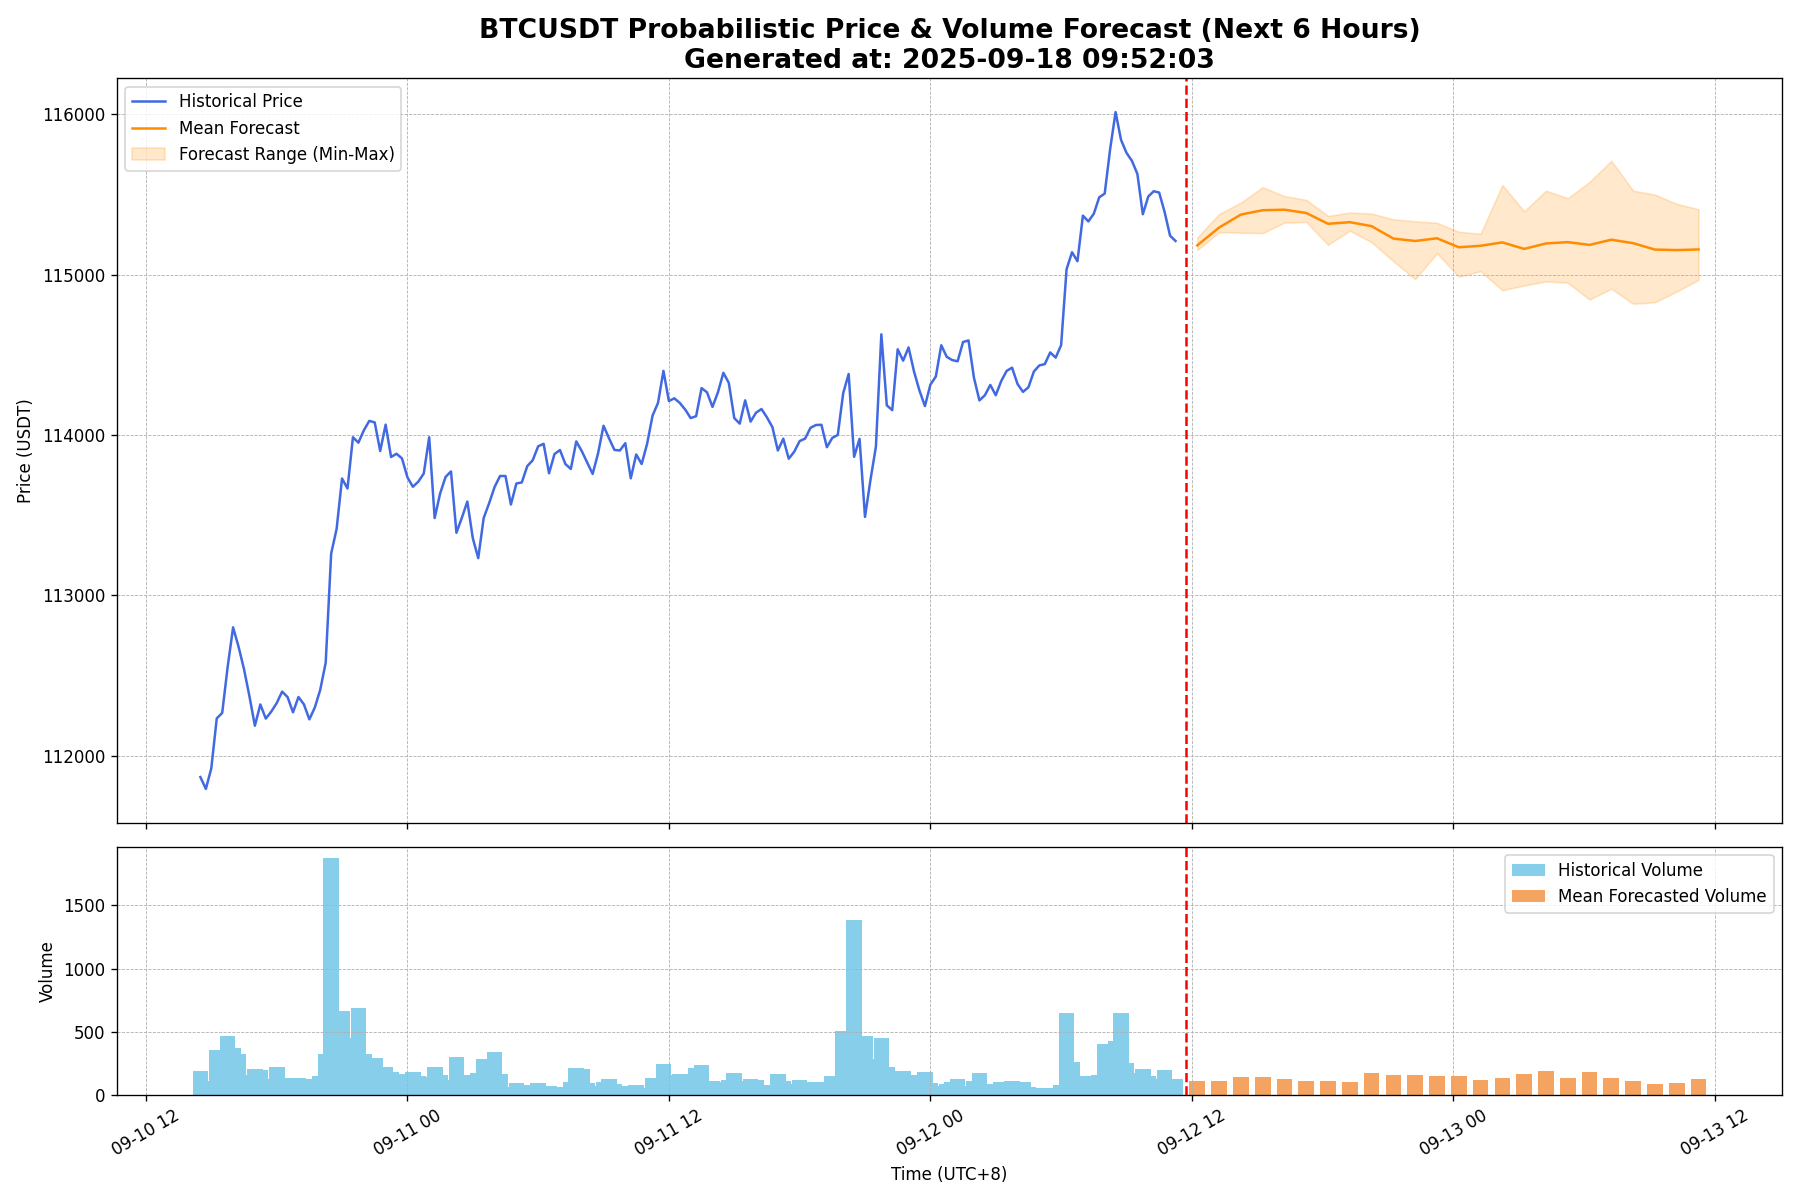 BTCUSDT Probabilistic Price & Volume Forecast (Next 6 Hours)
Generated at: 2025-09-18 09:52:03
Historical Price
Mean Forecast
Forecast Range (Min-Max)
Price (USDT)
116000
115000
114000
113000
112000
Historical Volume
Mean Forecasted Volume
Volume
1500
1000
500
0
09-10 12
09-11 00
09-11 12
09-12 00
09-12 12
09-13 00
09-13 12
Time (UTC+8)